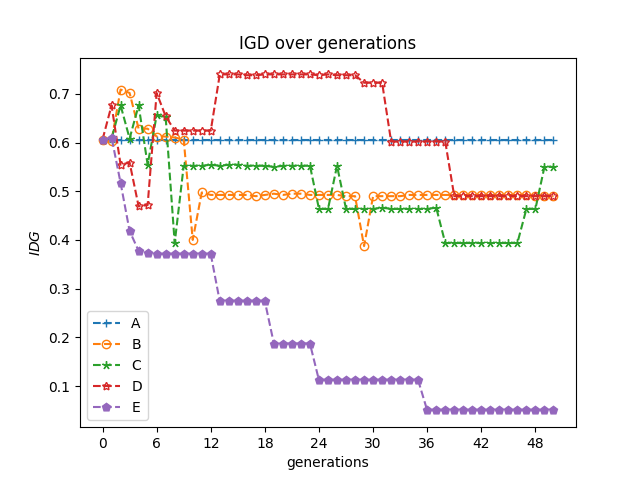 IGD over generations
IDG
0.7
0.6
0.5
0.4
0.3
0.2
0.1
A
B
C
D
E
0 6 12 18 24 30 36 42 48
generations